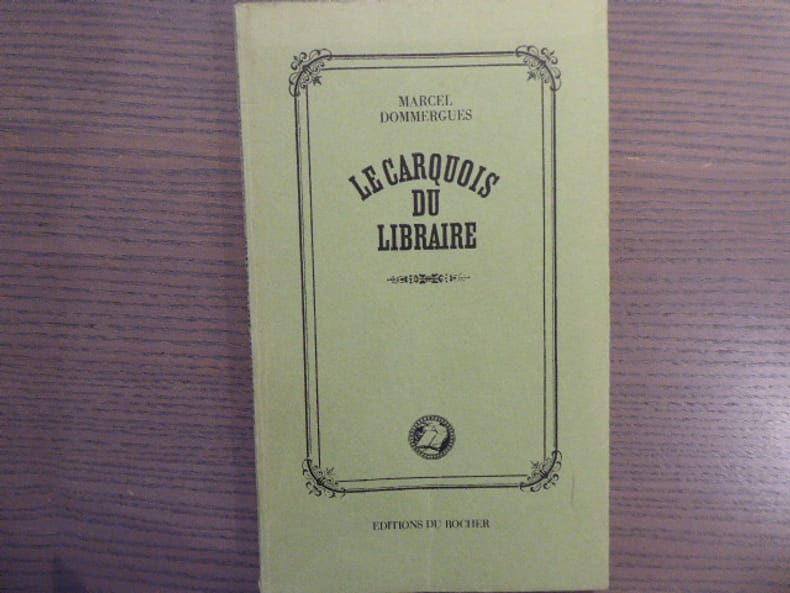 MARCEL
DOMMERGUES
LE CARQUOIS
DU
LIBRAIRE
EDITIONS DU ROCHER